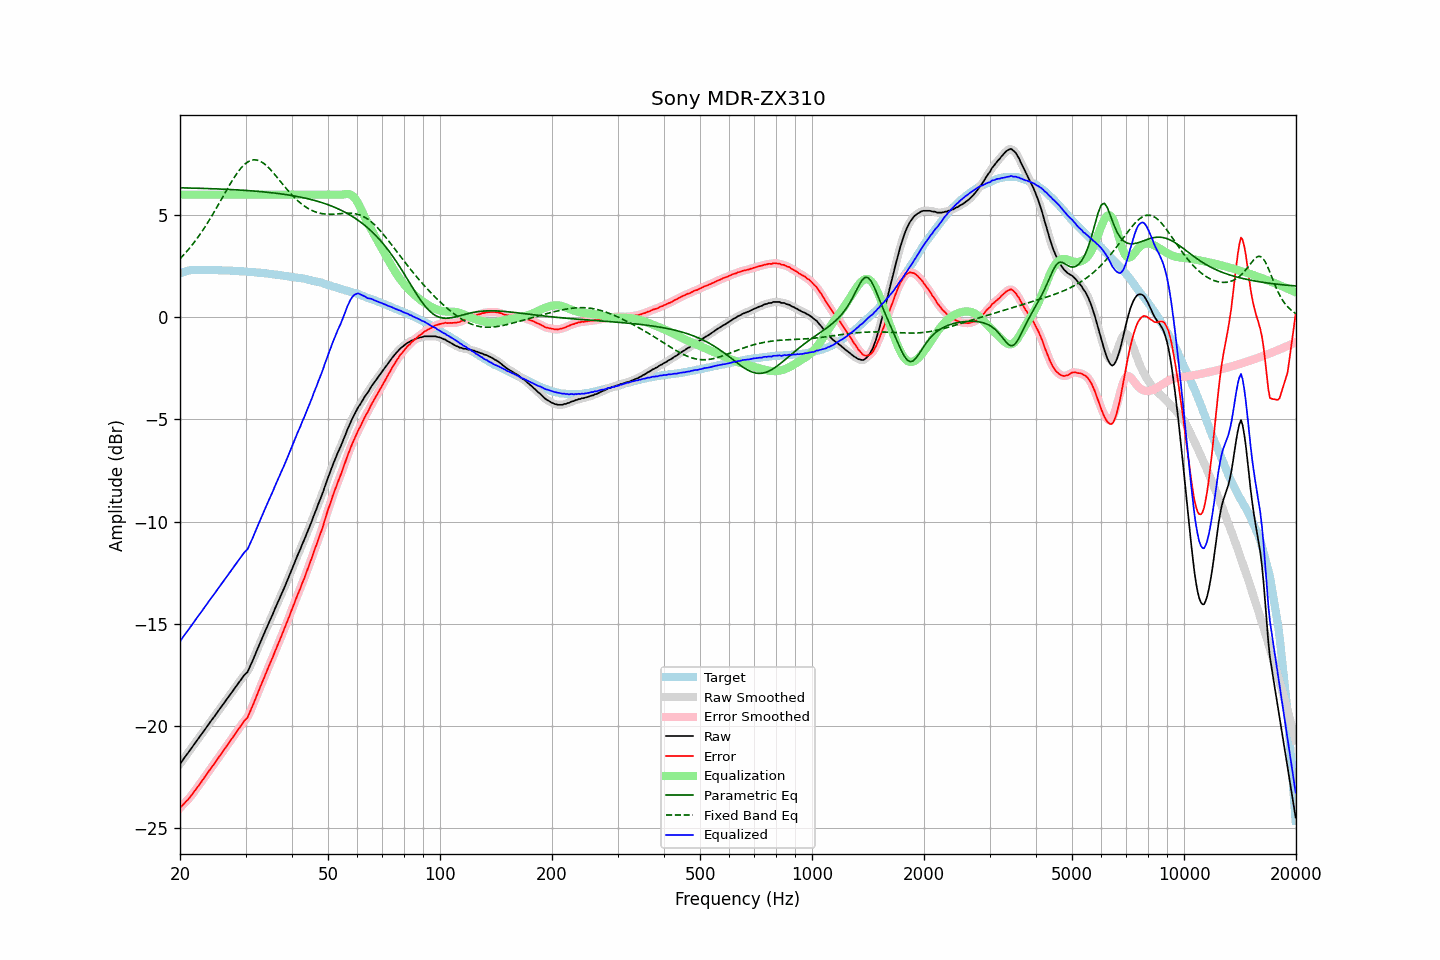 Sony MDR-ZX310
Amplitude (dBr)
5
0
−5
−10
−15
−20
−25
Target
Raw Smoothed
Error Smoothed
Raw
Error
Equalization
Parametric Eq
Fixed Band Eq
Equalized
20 50 100 200 500 1000 2000 5000 10000 20000
Frequency (Hz)